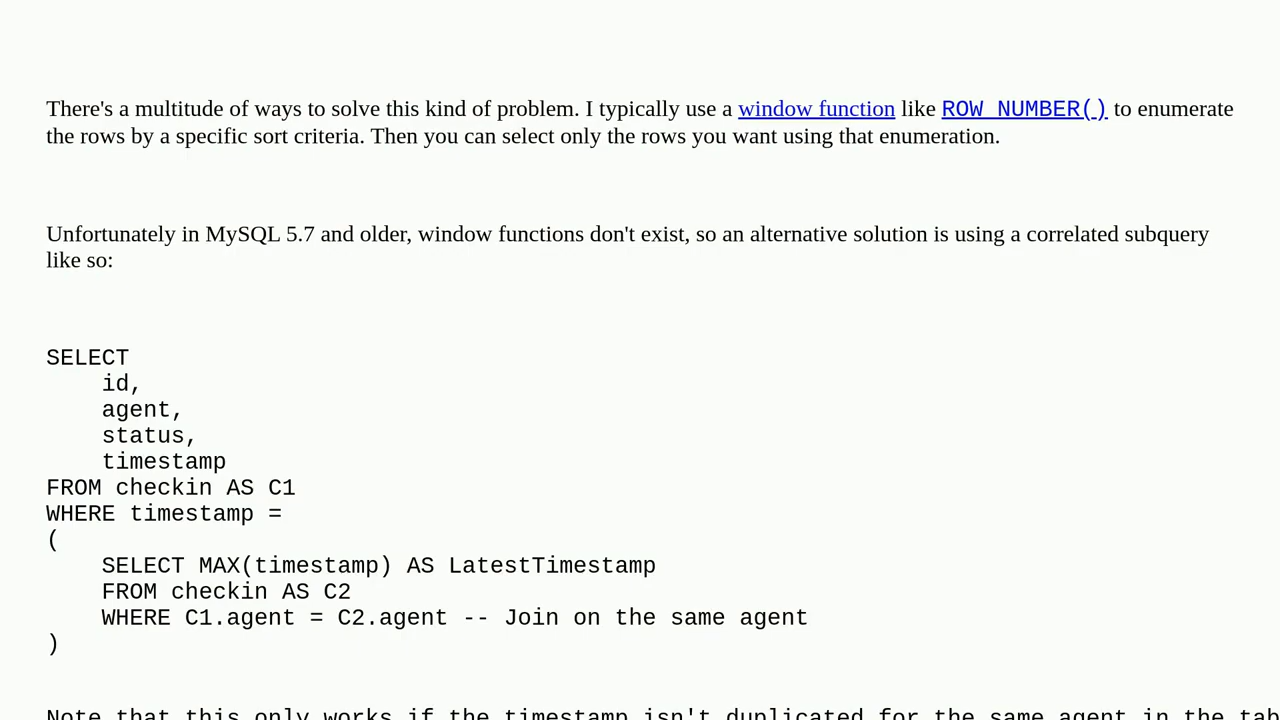 There's a multitude of ways to solve this kind of problem. I typically use a window function like ROW_NUMBER() to enumerate
the rows by a specific sort criteria. Then you can select only the rows you want using that enumeration.
Unfortunately in MySQL 5.7 and older, window functions don't exist, so an alternative solution is using a correlated subquery
like so:
SELECT
    id,
    agent,
    status,
    timestamp
FROM checkin AS C1
WHERE timestamp =
(
    SELECT MAX(timestamp) AS LatestTimestamp
    FROM checkin AS C2
    WHERE C1.agent = C2.agent -- Join on the same agent
)
Note that this only works if the timestamp isn't duplicated for the same agent in the tab